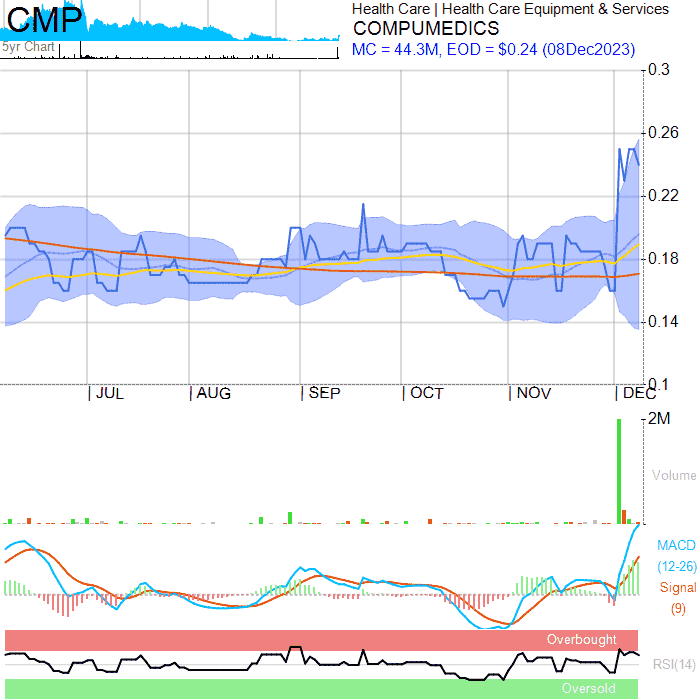 CMP
5yr Chart
Health Care | Health Care Equipment & Services
COMPUMEDICS
MC = 44.3M, EOD = $0.24 (08Dec2023)
0.3
0.26
0.22
0.18
0.14
0.1
JUL AUG SEP OCT NOV DEC
2M
Volume
MACD
(12-26)
Signal
(9)
Overbought
RSI(14)
Oversold